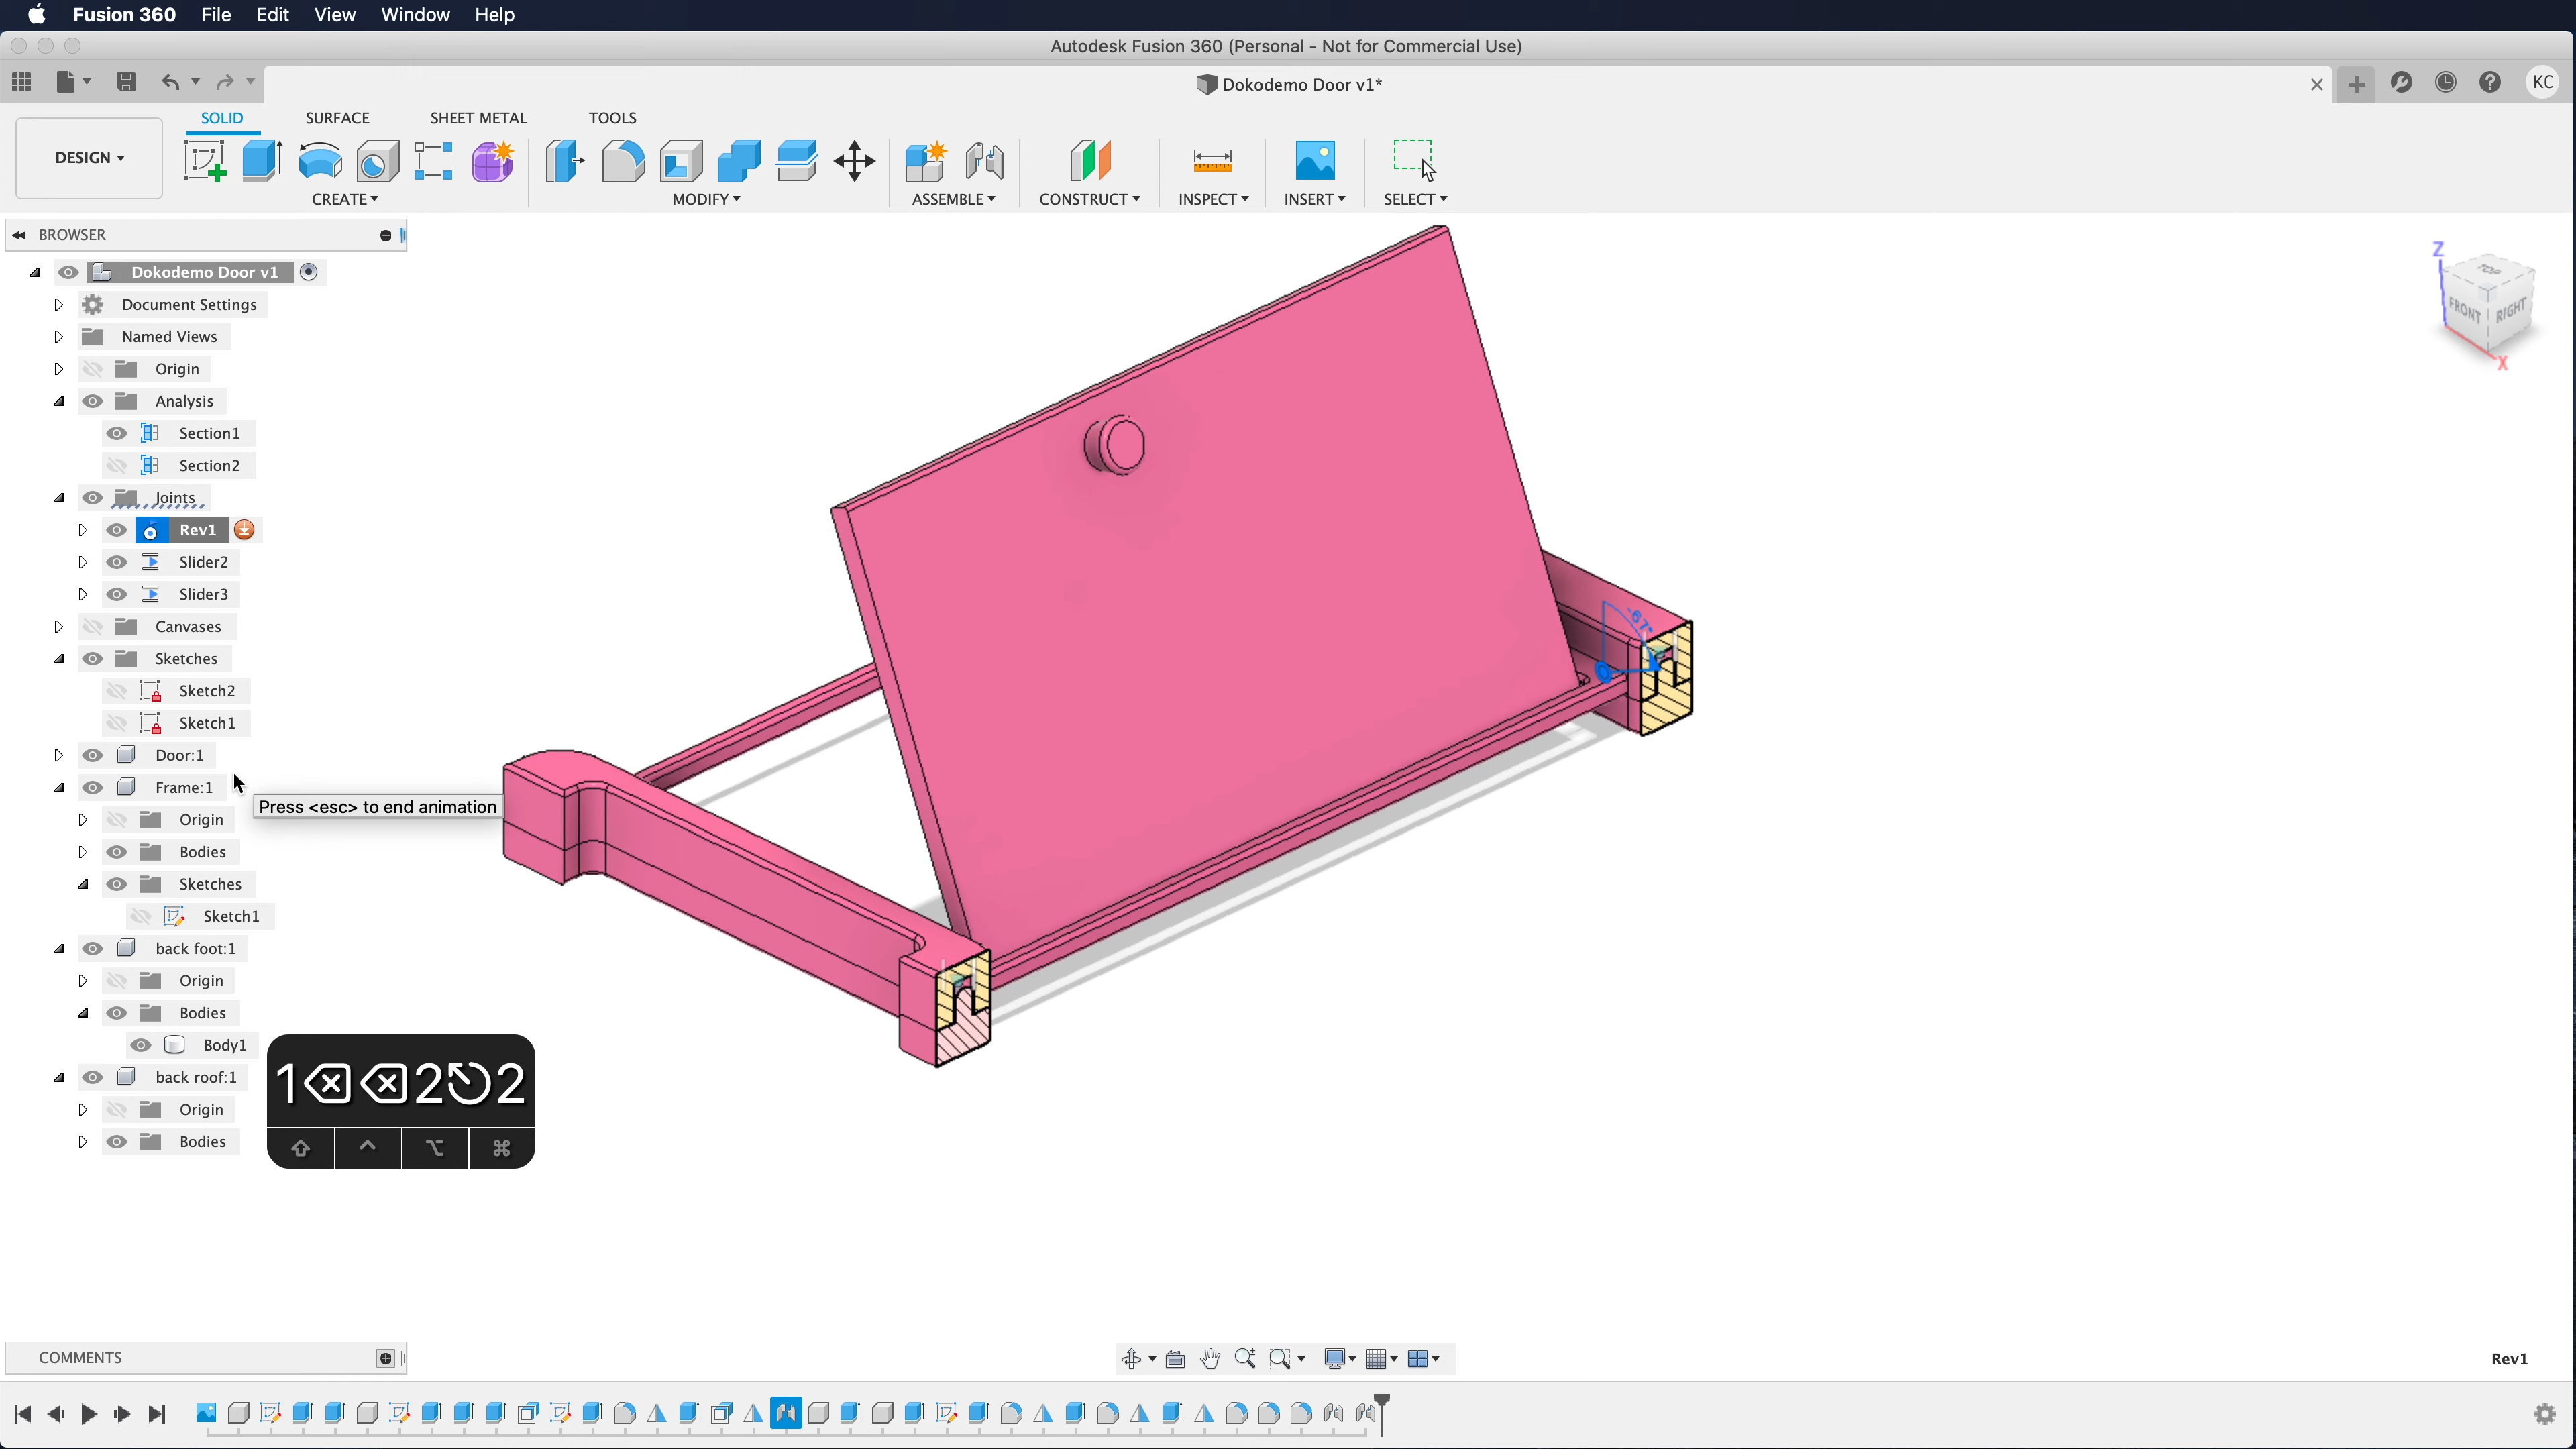 Fusion 360 File Edit View Window Help
Autodesk Fusion 360 (Personal - Not for Commercial Use)
Dokodemo Door v1*
KC
SOLID SURFACE SHEET METAL TOOLS
DESIGN
CREATE MODIFY ASSEMBLE CONSTRUCT INSPECT INSERT SELECT
BROWSER
Dokodemo Door v1
Document Settings
Named Views
Origin
Analysis
Section1
Section2
Joints
Rev1
Slider2
Slider3
Canvases
Sketches
Sketch2
Sketch1
Door:1
Frame:1
Press <esc> to end animation
Origin
Bodies
Sketches
Sketch1
back foot:1
Origin
Bodies
Body1
back roof:1
Origin
Bodies
1⌫⌫2⎋2
⇧ ^ ⌥ ⌘
-67°
Z
TOP
FRONT RIGHT
X
COMMENTS
Rev1